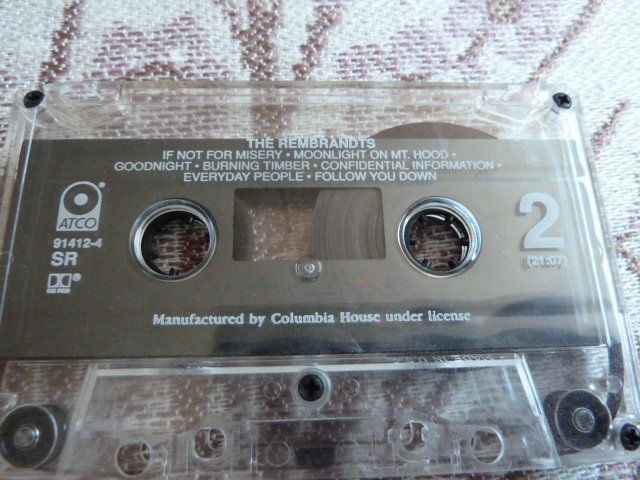 THE REMBRANDTS
IF NOT FOR MISERY • MOONLIGHT ON MT. HOOD •
GOODNIGHT • BURNING TIMBER • CONFIDENTIAL INFORMATION •
EVERYDAY PEOPLE • FOLLOW YOU DOWN
ATCO
91412-4
SR
2
(21:07)
Manufactured by Columbia House under license